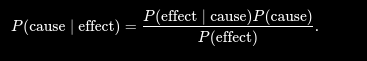 P(cause | effect) = P(effect | cause)P(cause) / P(effect).